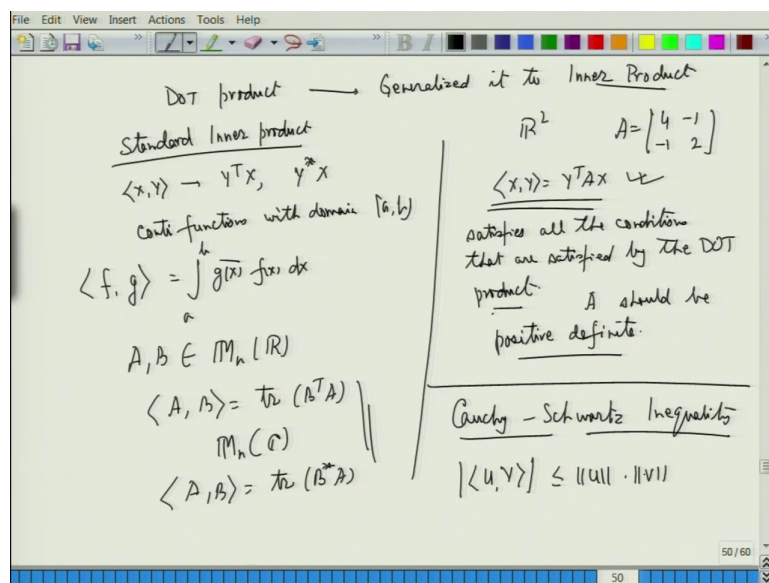 File Edit View Insert Actions Tools Help
DOT product ⟶ Generalized it to Inner Product
Standard Inner product
⟨x,y⟩ → yᵀx, y*x
conti functions with domain [a,b]
⟨f, g⟩ = ∫ₐᵇ \overline{g(x)} f(x) dx
A, B ∈ 𝕄ₙ(ℝ)
⟨A, B⟩ = tr (BᵀA)
𝕄ₙ(ℂ)
⟨A, B⟩ = tr (B*A)
ℝ² A = [4 -1
-1 2]
⟨x,y⟩ = yᵀAx
satisfies all the conditions
that are satisfied by the DOT
product. A should be
positive definite.
Cauchy - Schwartz Inequality
|⟨u,v⟩| ≤ ||u|| . ||v||
50 / 60
50